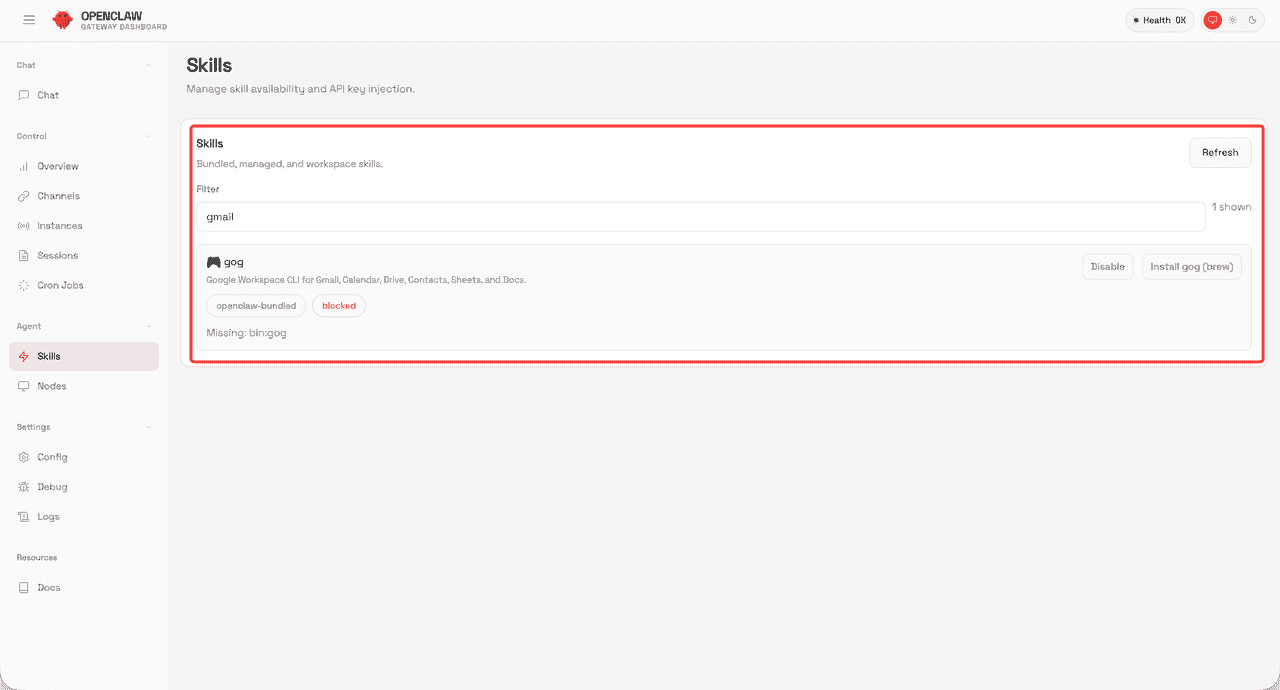 OPENCLAW
GATEWAY DASHBOARD
Health OK
Chat
Chat
Control
Overview
Channels
Instances
Sessions
Cron Jobs
Agent
Skills
Nodes
Settings
Config
Debug
Logs
Resources
Docs
Skills
Manage skill availability and API key injection.
Skills
Bundled, managed, and workspace skills.
Refresh
Filter
gmail
1 shown
gog
Google Workspace CLI for Gmail, Calendar, Drive, Contacts, Sheets, and Docs.
Disable
Install gog (brew)
openclaw-bundled
blocked
Missing: bin:gog